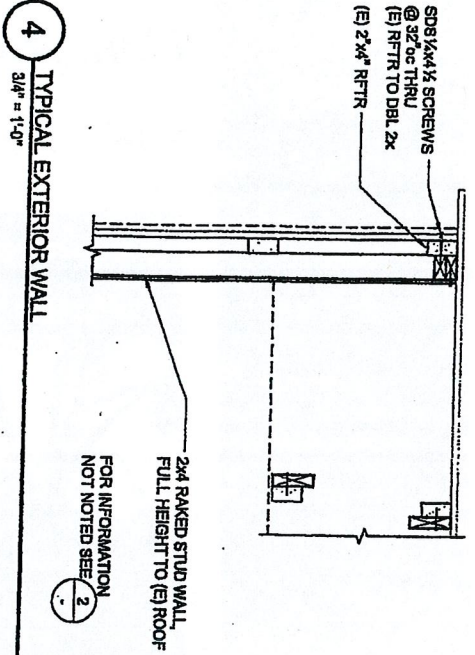 SDS ¼x4½ SCREWS
@ 32"oc THRU
(E) RFTR TO DBL 2x
(E) 2"x4" RFTR
2x4 RAKED STUD WALL,
FULL HEIGHT TO (E) ROOF
FOR INFORMATION
NOT NOTED SEE
2
-
4
TYPICAL EXTERIOR WALL
3/4" = 1'-0"